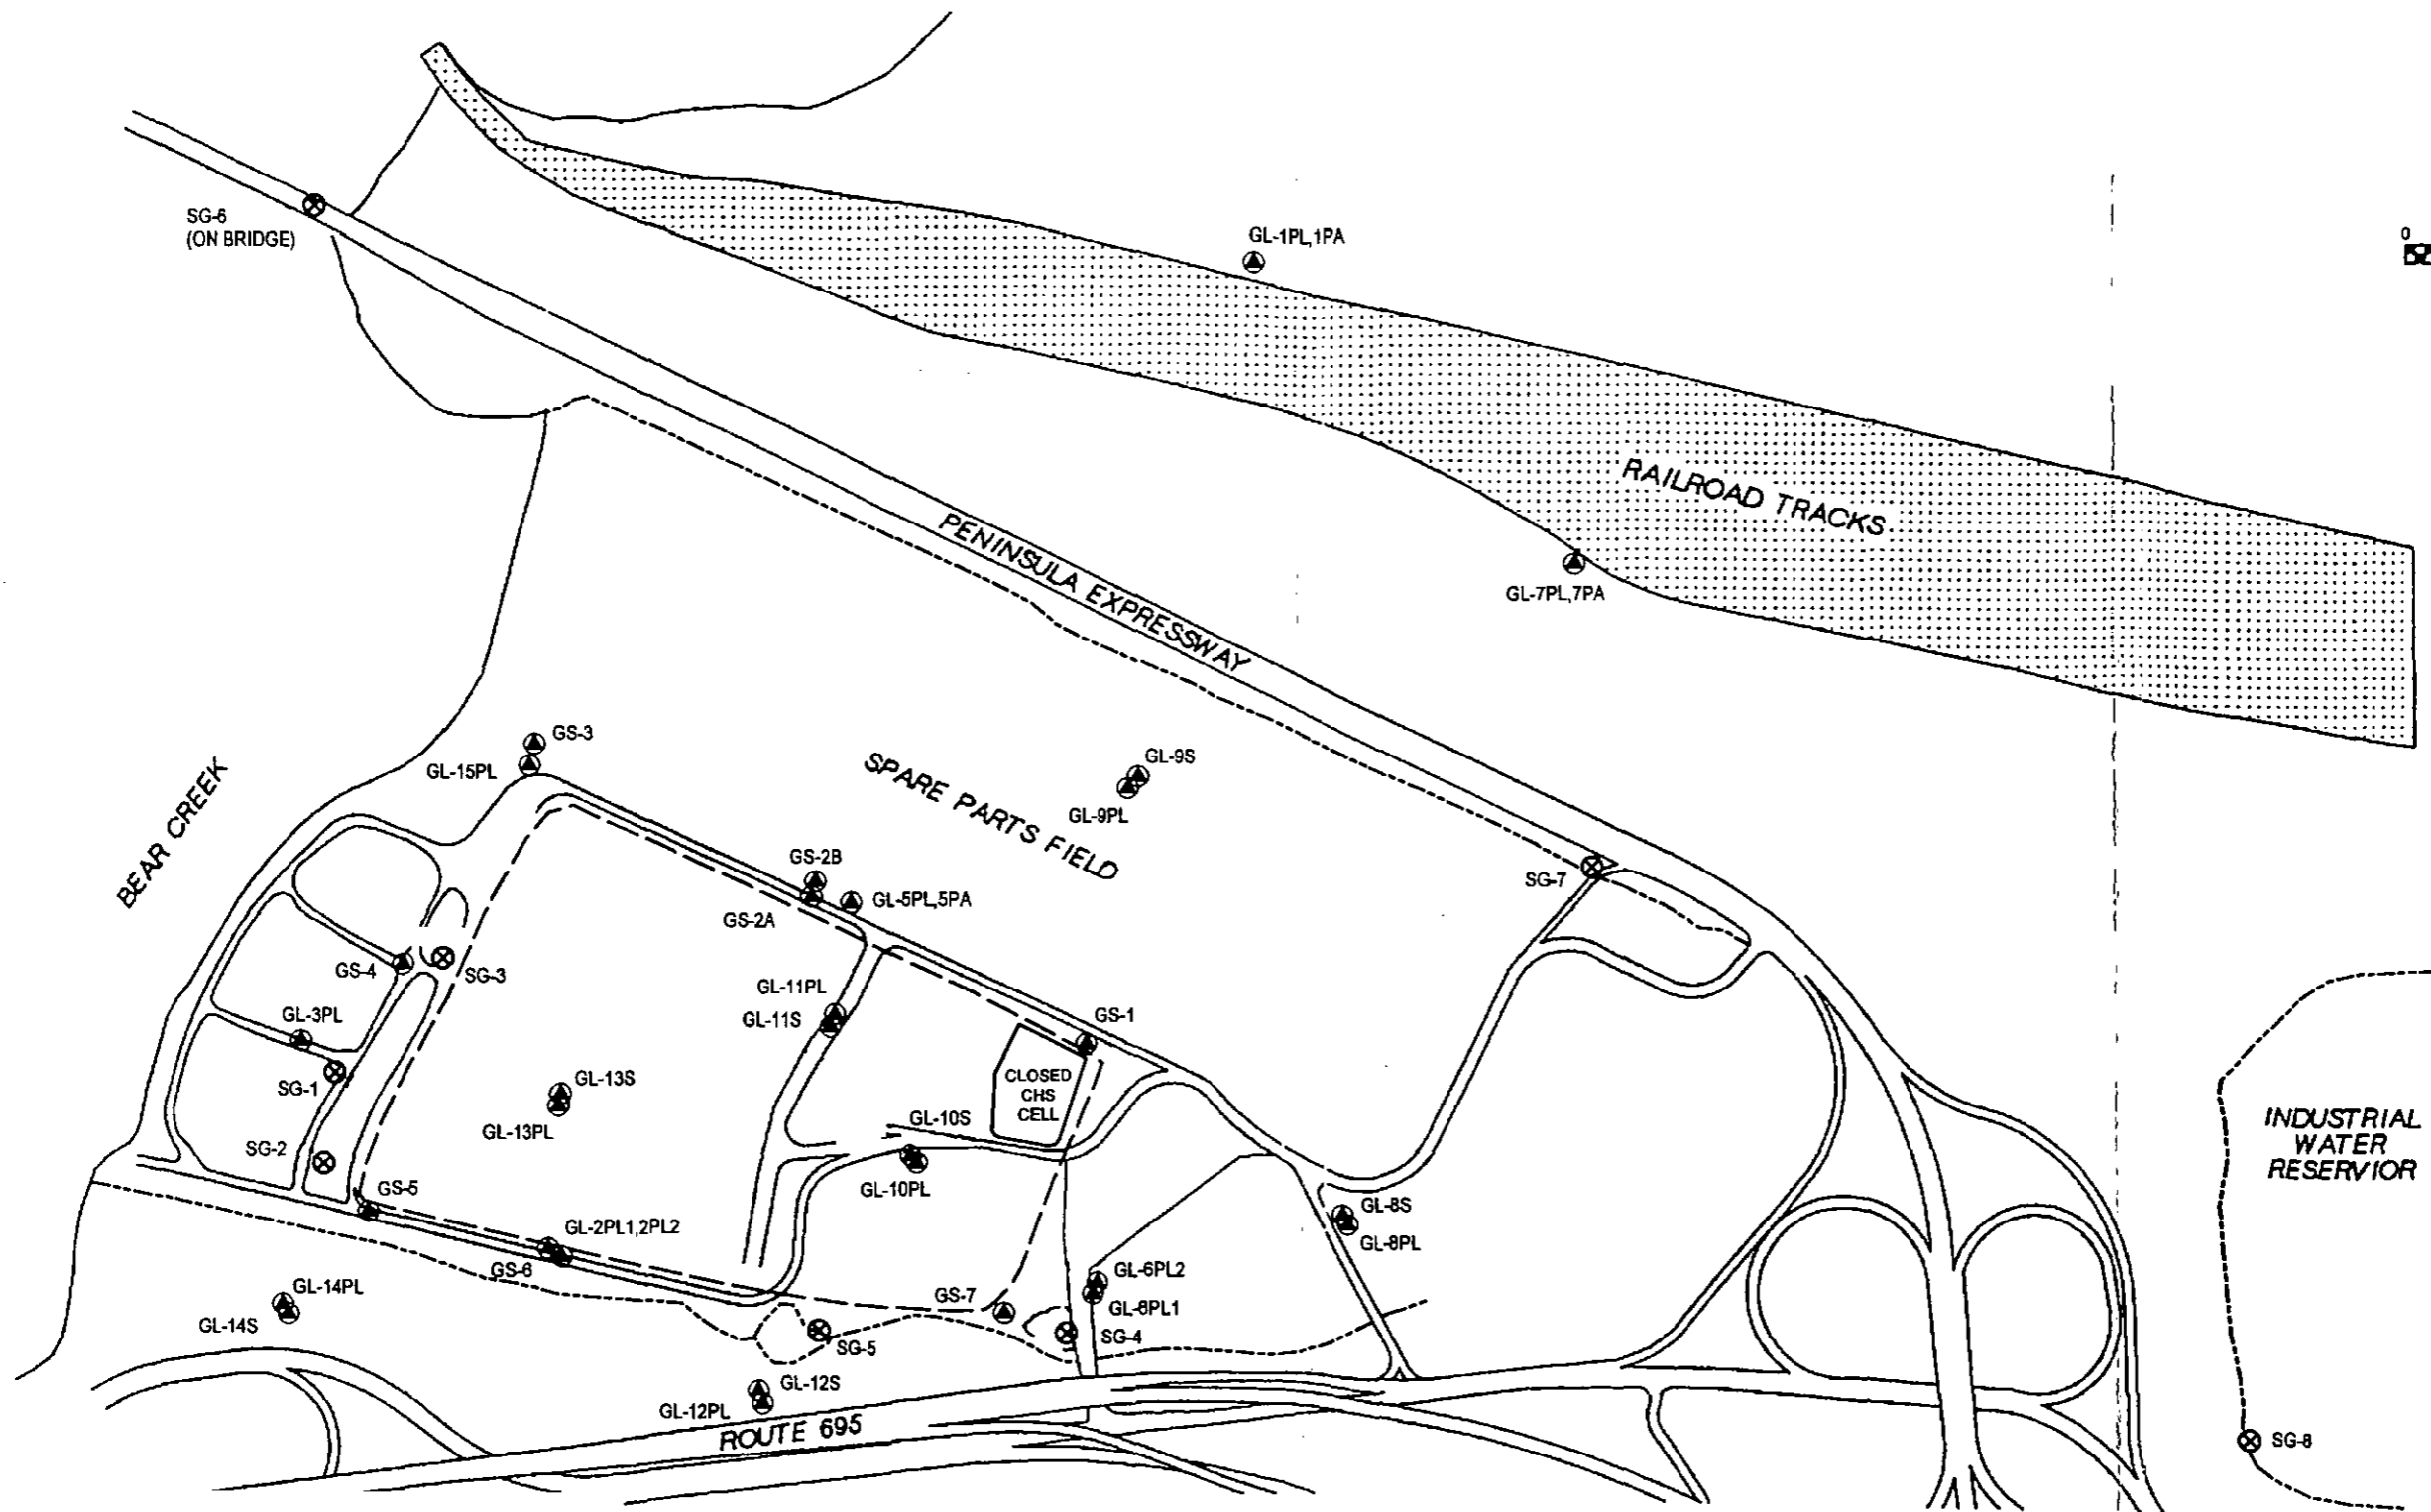 SG-6
(ON BRIDGE)
GL-1PL,1PA
0
RAILROAD TRACKS
PENINSULA EXPRESSWAY
GL-7PL,7PA
GS-3
GL-15PL
SPARE PARTS FIELD
GL-9S
GL-9PL
BEAR CREEK
GS-2B
GL-5PL,5PA
GS-2A
SG-7
GS-4
SG-3
GL-11PL
GL-11S
GL-3PL
GS-1
SG-1
CLOSED
CHS
CELL
GL-13S
GL-13PL
GL-10S
GL-10PL
SG-2
GS-5
INDUSTRIAL
WATER
RESERVIOR
GL-8S
GL-8PL
GL-2PL1,2PL2
GS-6
GL-14PL
GL-14S
GL-6PL2
GL-8PL1
GS-7
SG-4
SG-5
GL-12S
GL-12PL
ROUTE 695
SG-8